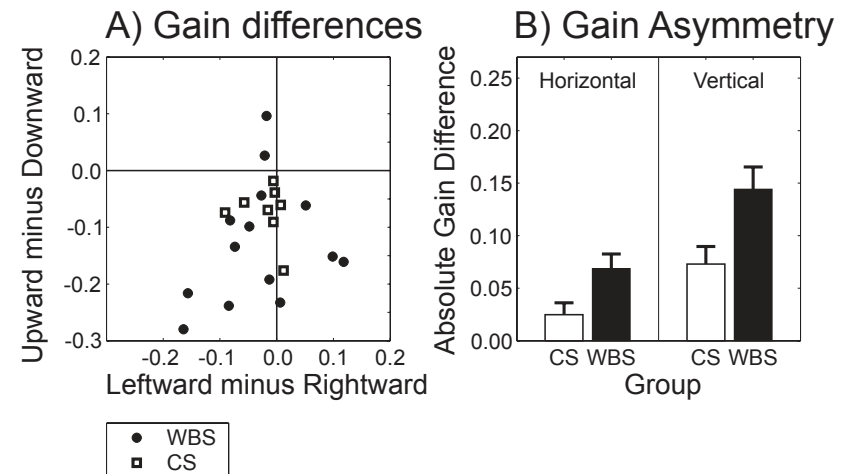 A) Gain differences
B) Gain Asymmetry
Upward minus Downward
0.2
0.1
0.0
-0.1
-0.2
-0.3
-0.2 -0.1 0.0 0.1 0.2
Leftward minus Rightward
WBS
CS
Absolute Gain Difference
0.25
0.20
0.15
0.10
0.05
0.00
Horizontal Vertical
CS WBS CS WBS
Group